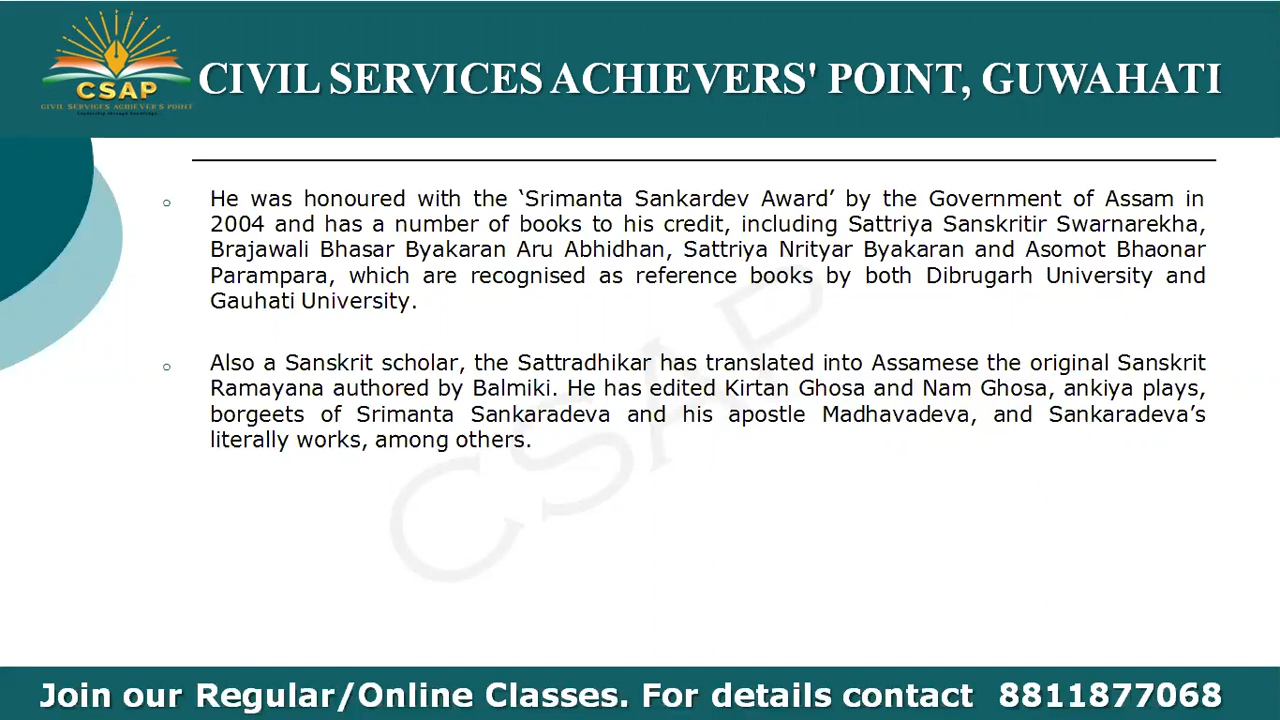 CSAP
CIVIL SERVICES ACHIEVER'S POINT
CIVIL SERVICES ACHIEVERS' POINT, GUWAHATI
He was honoured with the ‘Srimanta Sankardev Award’ by the Government of Assam in
2004 and has a number of books to his credit, including Sattriya Sanskritir Swarnarekha,
Brajawali Bhasar Byakaran Aru Abhidhan, Sattriya Nrityar Byakaran and Asomot Bhaonar
Parampara, which are recognised as reference books by both Dibrugarh University and
Gauhati University.
Also a Sanskrit scholar, the Sattradhikar has translated into Assamese the original Sanskrit
Ramayana authored by Balmiki. He has edited Kirtan Ghosa and Nam Ghosa, ankiya plays,
borgeets of Srimanta Sankaradeva and his apostle Madhavadeva, and Sankaradeva’s
literally works, among others.
CSAP
Join our Regular/Online Classes. For details contact 8811877068